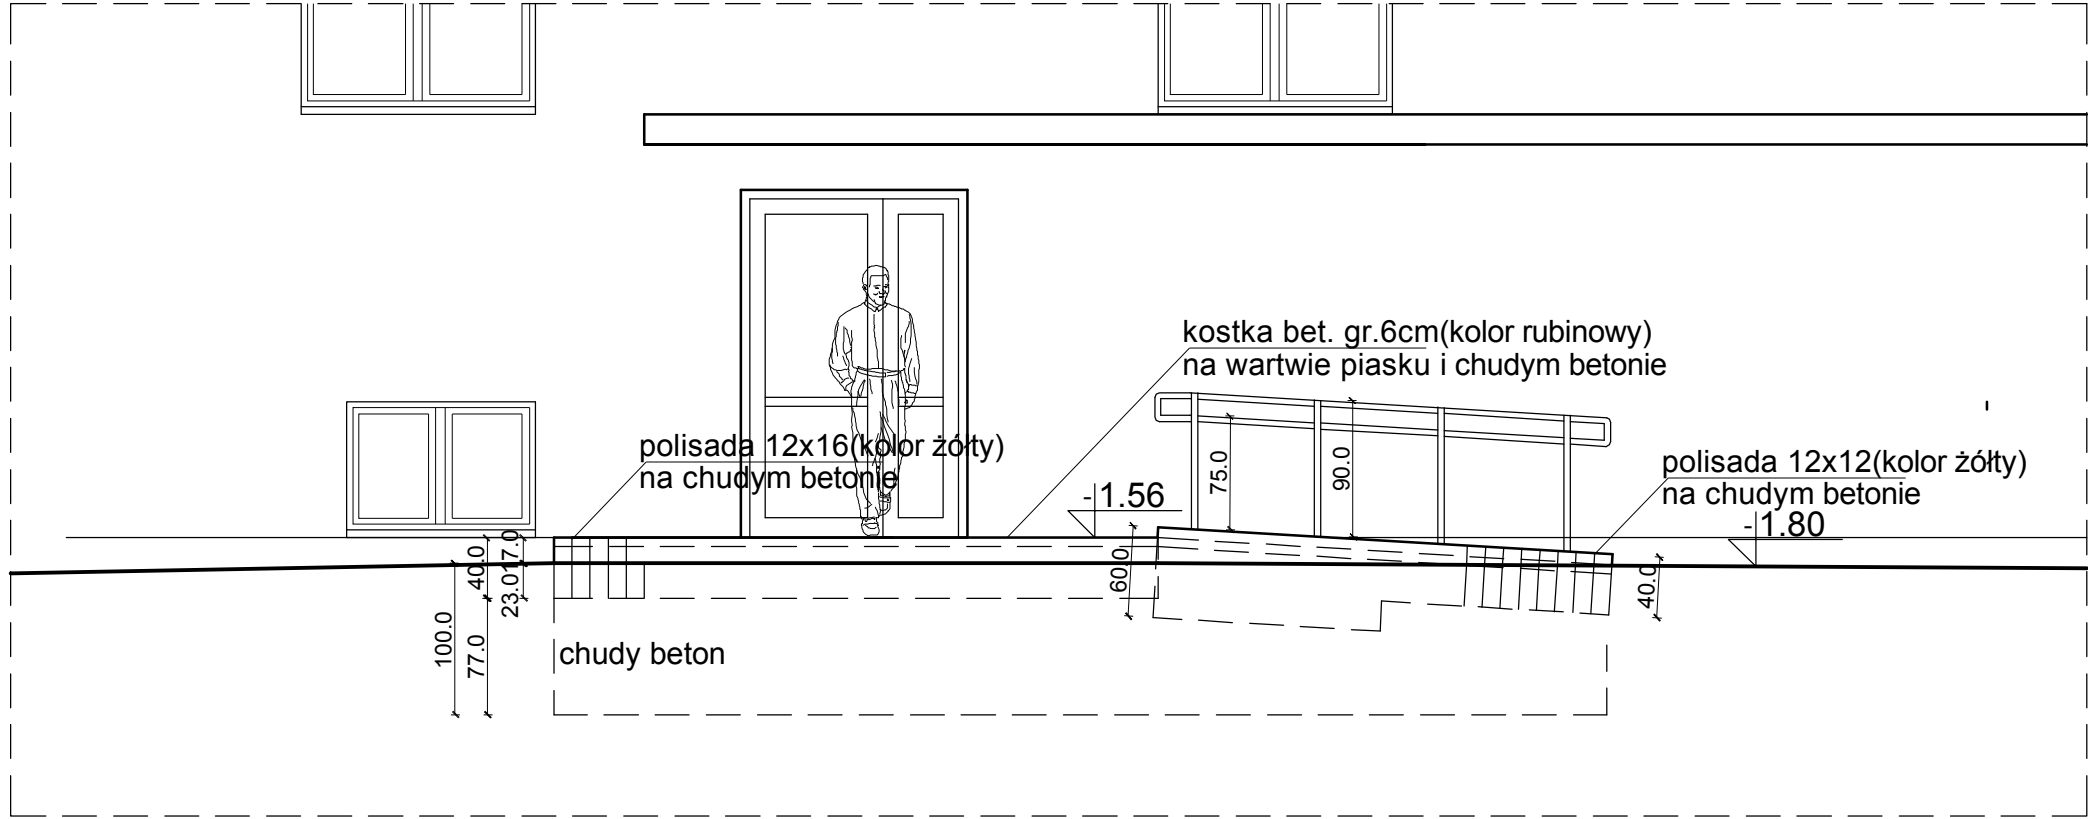 kostka bet. gr.6cm(kolor rubinowy)
na wartwie piasku i chudym betonie
polisada 12x16(kolor żółty)
na chudym betonie
polisada 12x12(kolor żółty)
na chudym betonie
-1.56
-1.80
75.0
90.0
60.0
40.0
40.0
17.0
23.0
100.0
77.0
chudy beton